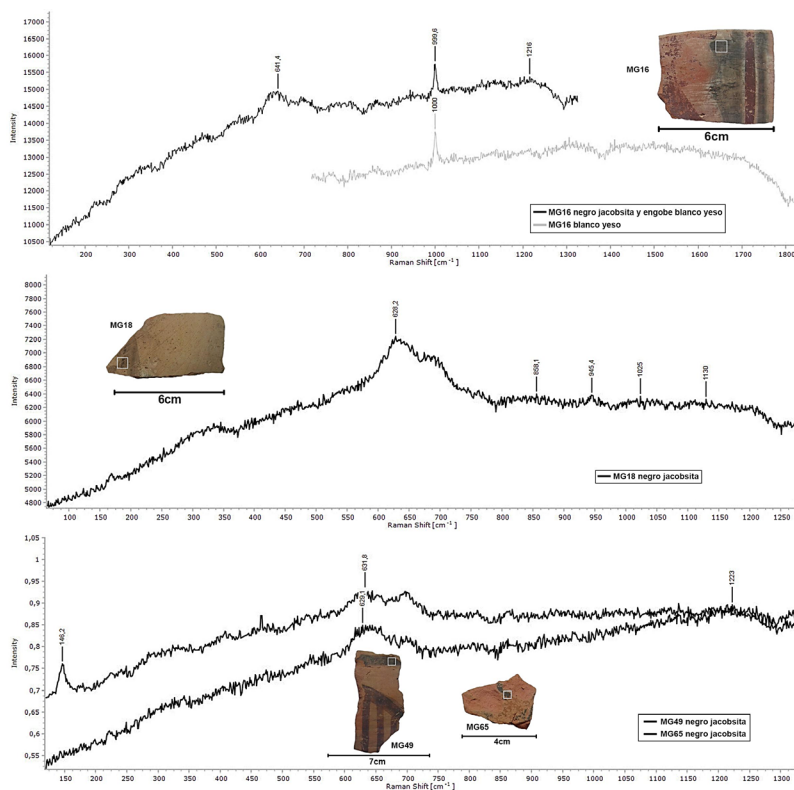 17000
16500
16000
15500
15000
14500
14000
13500
13000
12500
12000
11500
11000
10500
Intensity
641,4
999,6
1000
1216
MG16
6cm
MG16 negro jacobsita y engobe blanco yeso
MG16 blanco yeso
200 300 400 500 600 700 800 900 1000 1100 1200 1300 1400 1500 1600 1700 1800
Raman Shift [cm⁻¹]
8000
7800
7600
7400
7200
7000
6800
6600
6400
6200
6000
5800
5600
5400
5200
5000
4800
Intensity
MG18
6cm
628,2
858,1
945,4
1025
1130
MG18 negro jacobsita
100 150 200 250 300 350 400 450 500 550 600 650 700 750 800 850 900 950 1000 1050 1100 1150 1200 1250
Raman Shift [cm⁻¹]
1,05
1
0,95
0,9
0,85
0,8
0,75
0,7
0,65
0,6
0,55
Intensity
146,2
631,8
629,1
1223
MG49
7cm
MG65
4cm
MG49 negro jacobsita
MG65 negro jacobsita
150 200 250 300 350 400 450 500 550 600 650 700 750 800 850 900 950 1000 1050 1100 1150 1200 1250 1300
Raman Shift [cm⁻¹]